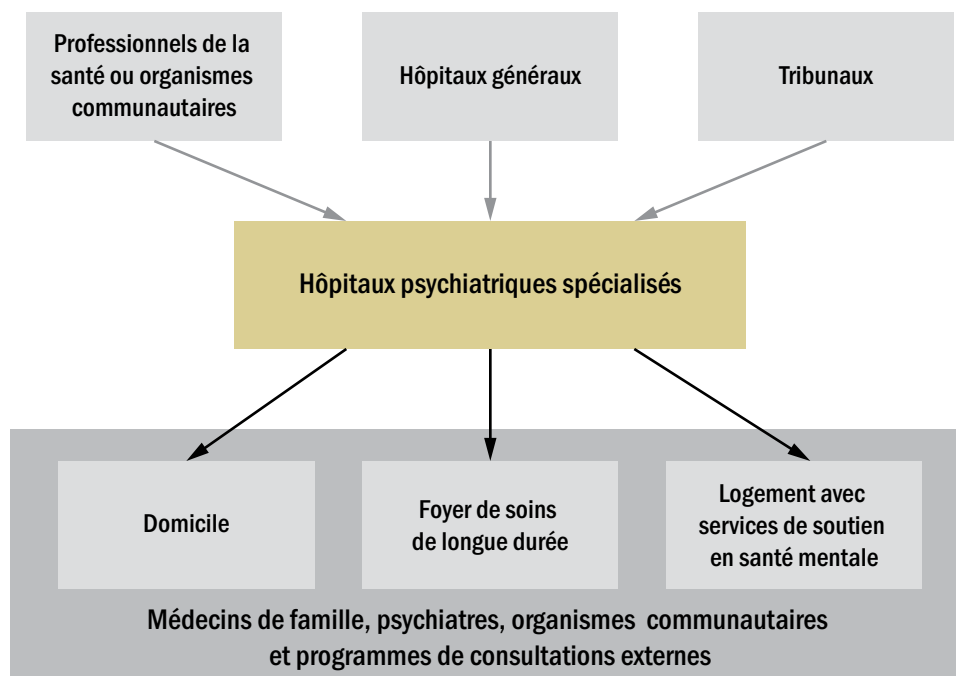 Professionnels de la
santé ou organismes
communautaires
Hôpitaux généraux
Tribunaux
Hôpitaux psychiatriques spécialisés
Domicile
Foyer de soins
de longue durée
Logement avec
services de soutien
en santé mentale
Médecins de famille, psychiatres, organismes communautaires
et programmes de consultations externes